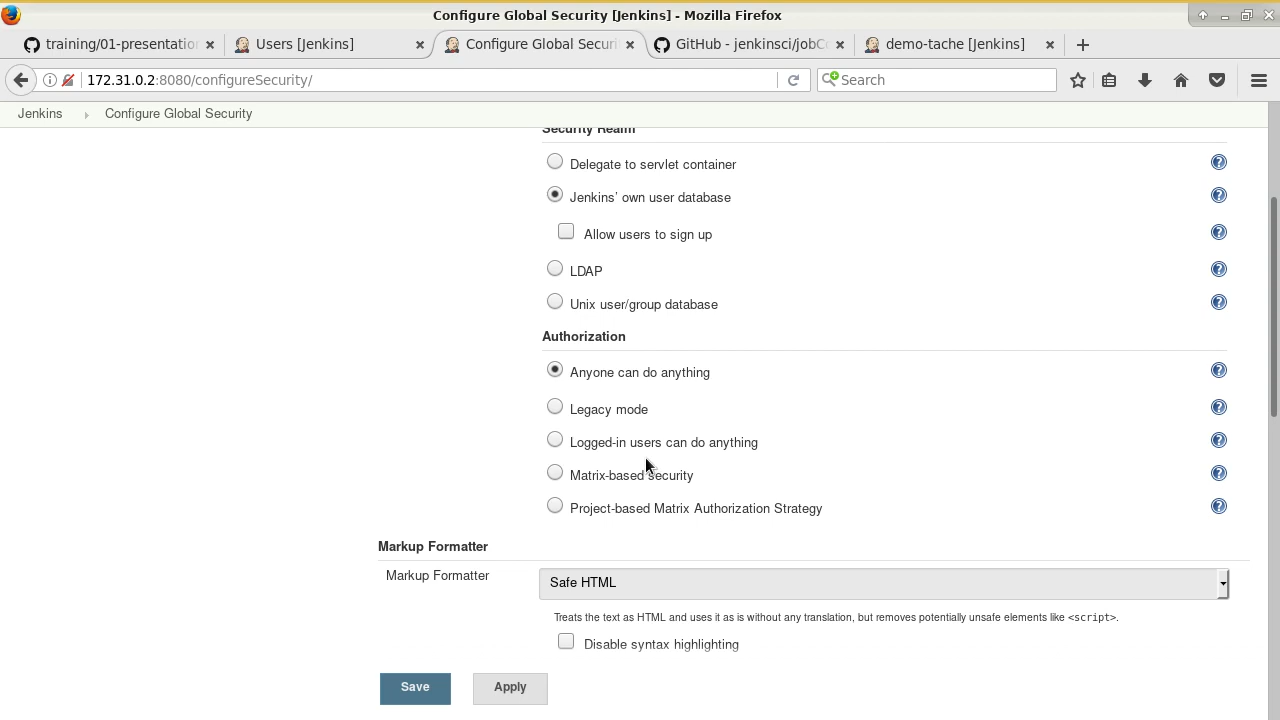 Configure Global Security [Jenkins] - Mozilla Firefox
training/01-presentatio
Users [Jenkins]
Configure Global Securi
GitHub - jenkinsci/jobCo
demo-tache [Jenkins]
172.31.0.2:8080/configureSecurity/
Search
Jenkins
Configure Global Security
Security Realm
Delegate to servlet container
Jenkins’ own user database
Allow users to sign up
LDAP
Unix user/group database
Authorization
Anyone can do anything
Legacy mode
Logged-in users can do anything
Matrix-based security
Project-based Matrix Authorization Strategy
Markup Formatter
Markup Formatter
Safe HTML
Treats the text as HTML and uses it as is without any translation, but removes potentially unsafe elements like <script>.
Disable syntax highlighting
Save
Apply